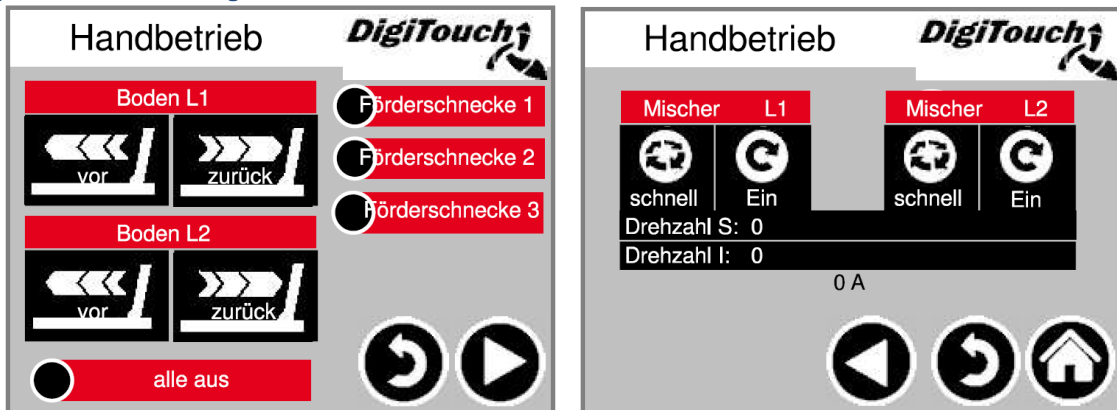 Handbetrieb
DigiTouch
Boden L1
vor
zurück
Boden L2
vor
zurück
alle aus
Förderschnecke 1
Förderschnecke 2
Förderschnecke 3
Handbetrieb
DigiTouch
Mischer L1
schnell
Ein
Mischer L2
schnell
Ein
Drehzahl S: 0
Drehzahl I: 0
0 A